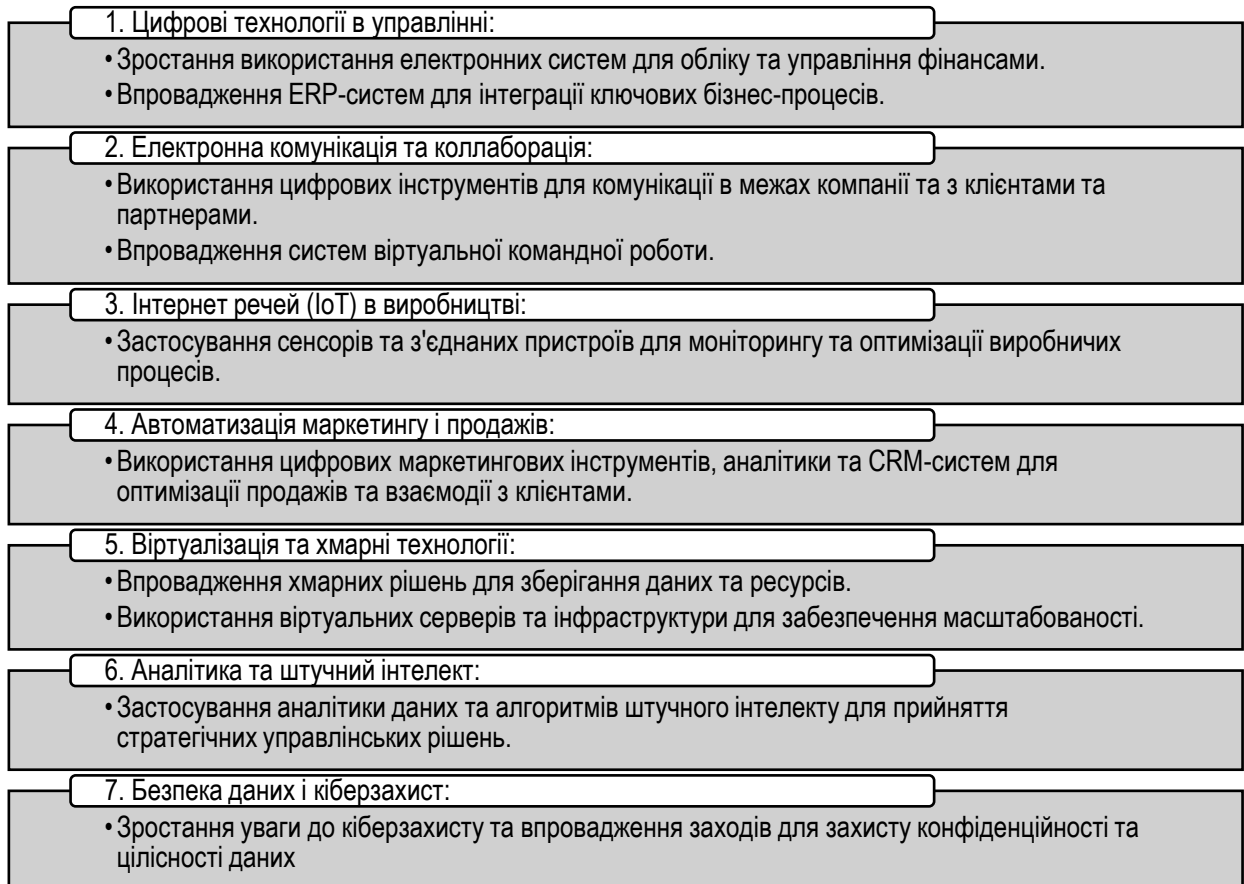 1. Цифрові технології в управлінні:
•Зростання використання електронних систем для обліку та управління фінансами.
•Впровадження ERP-систем для інтеграції ключових бізнес-процесів.
2. Електронна комунікація та коллаборація:
•Використання цифрових інструментів для комунікації в межах компанії та з клієнтами та
партнерами.
•Впровадження систем віртуальної командної роботи.
3. Інтернет речей (IoT) в виробництві:
•Застосування сенсорів та з'єднаних пристроїв для моніторингу та оптимізації виробничих
процесів.
4. Автоматизація маркетингу і продажів:
•Використання цифрових маркетингових інструментів, аналітики та CRM-систем для
оптимізації продажів та взаємодії з клієнтами.
5. Віртуалізація та хмарні технології:
•Впровадження хмарних рішень для зберігання даних та ресурсів.
•Використання віртуальних серверів та інфраструктури для забезпечення масштабованості.
6. Аналітика та штучний інтелект:
•Застосування аналітики даних та алгоритмів штучного інтелекту для прийняття
стратегічних управлінських рішень.
7. Безпека даних і кіберзахист:
•Зростання уваги до кіберзахисту та впровадження заходів для захисту конфіденційності та
цілісності даних